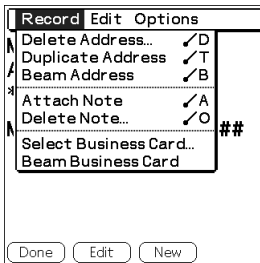 Record Edit Options
Delete Address... /D
Duplicate Address /T
Beam Address /B
Attach Note /A
Delete Note... /O
##
Select Business Card...
Beam Business Card
Done Edit New